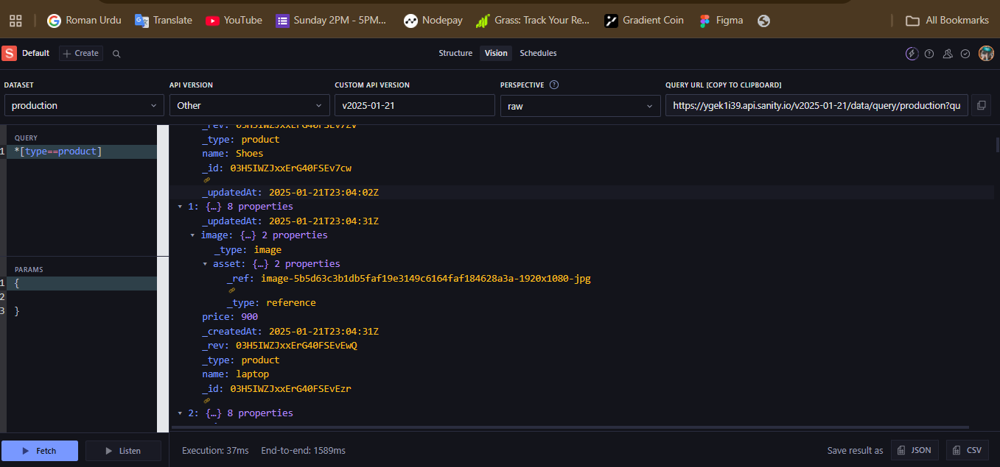 Roman Urdu Translate YouTube Sunday 2PM - 5PM... Nodepay Grass: Track Your Re... Gradient Coin Figma All Bookmarks
S Default + Create Structure Vision Schedules
DATASET API VERSION CUSTOM API VERSION PERSPECTIVE ? QUERY URL [COPY TO CLIPBOARD]
production Other v2025-01-21 raw https://ygek1i39.api.sanity.io/v2025-01-21/data/query/production?qu
QUERY
1 *[type==product]
PARAMS
1 {
2
3 }
_rev: 03H5IWZJxxErG40FSEv7ZV
_type: product
name: Shoes
_id: 03H5IWZJxxErG40FSEv7cw
_updatedAt: 2025-01-21T23:04:02Z
1: {…} 8 properties
_updatedAt: 2025-01-21T23:04:31Z
image: {…} 2 properties
_type: image
asset: {…} 2 properties
_ref: image-5b5d63c3b1db5faf19e3149c6164faf184628a3a-1920x1080-jpg
_type: reference
price: 900
_createdAt: 2025-01-21T23:04:31Z
_rev: 03H5IWZJxxErG40FSEvEwQ
_type: product
name: laptop
_id: 03H5IWZJxxErG40FSEvEzr
2: {…} 8 properties
Fetch Listen Execution: 37ms End-to-end: 1589ms Save result as JSON CSV